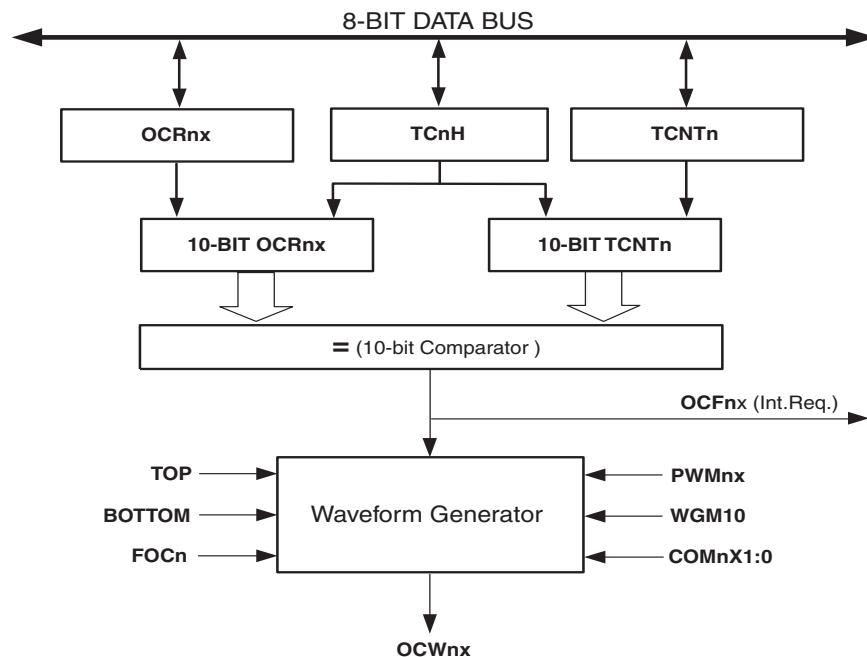 8-BIT DATA BUS
OCRnx
TCnH
TCNTn
10-BIT OCRnx
10-BIT TCNTn
= (10-bit Comparator )
OCFnx (Int.Req.)
TOP
BOTTOM
FOCn
Waveform Generator
PWMnx
WGM10
COMnX1:0
OCWnx